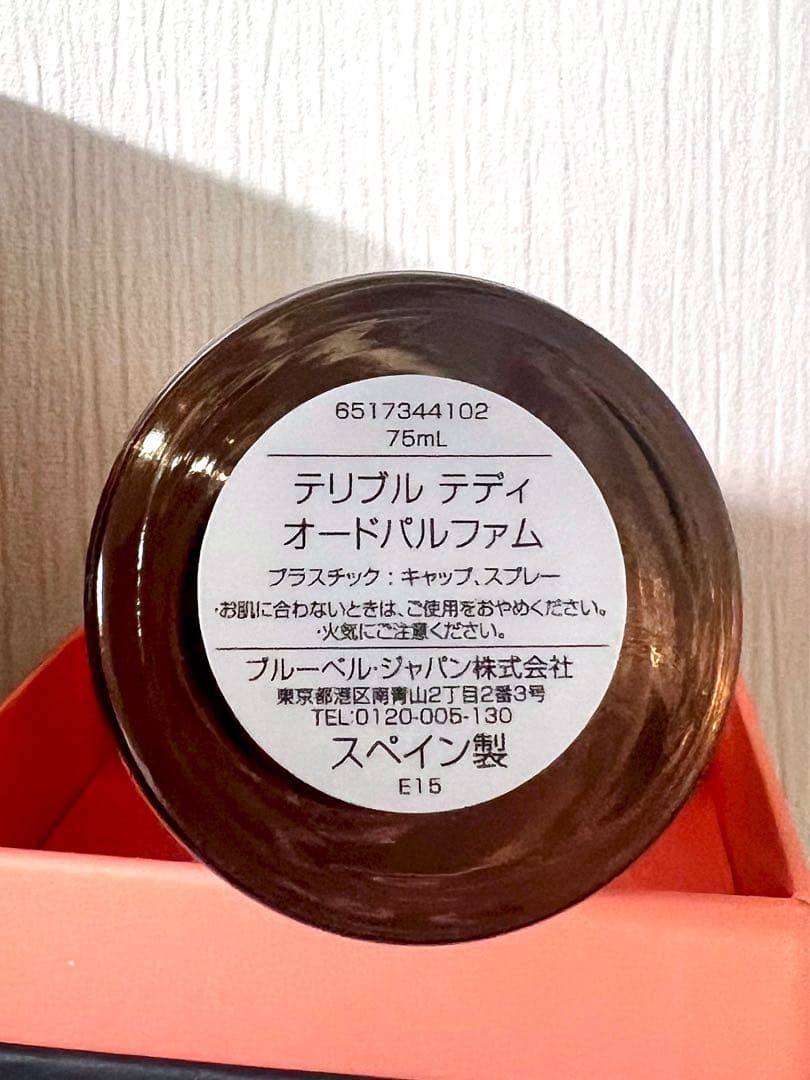 6517344102
75mL
テリブル テディ
オードパルファム
プラスチック : キャップ、スプレー
・お肌に合わないときは、ご使用をおやめください。
・火気にご注意ください。
ブルーベル・ジャパン株式会社
東京都港区南青山2丁目2番3号
TEL:0120-005-130
スペイン製
E15